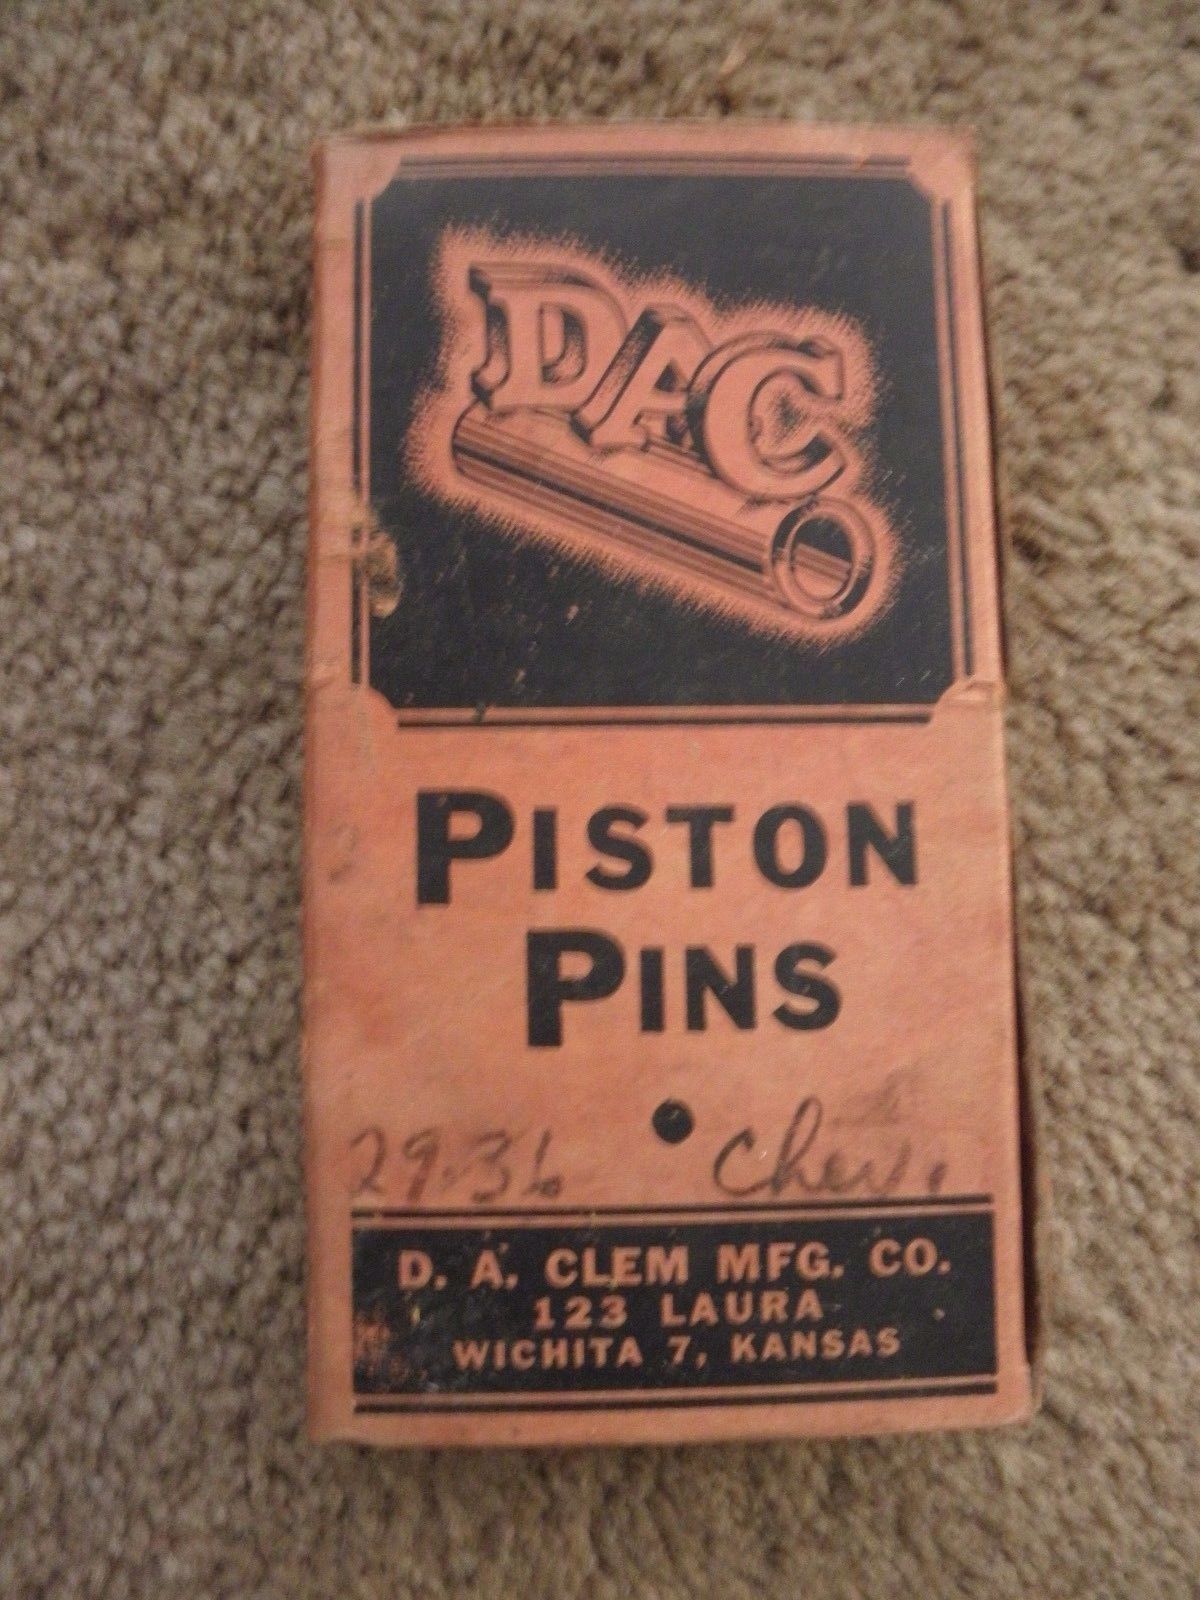 DAC
PISTON
PINS
29-36 Chev.
D. A. CLEM MFG. CO.
123 LAURA
WICHITA 7, KANSAS